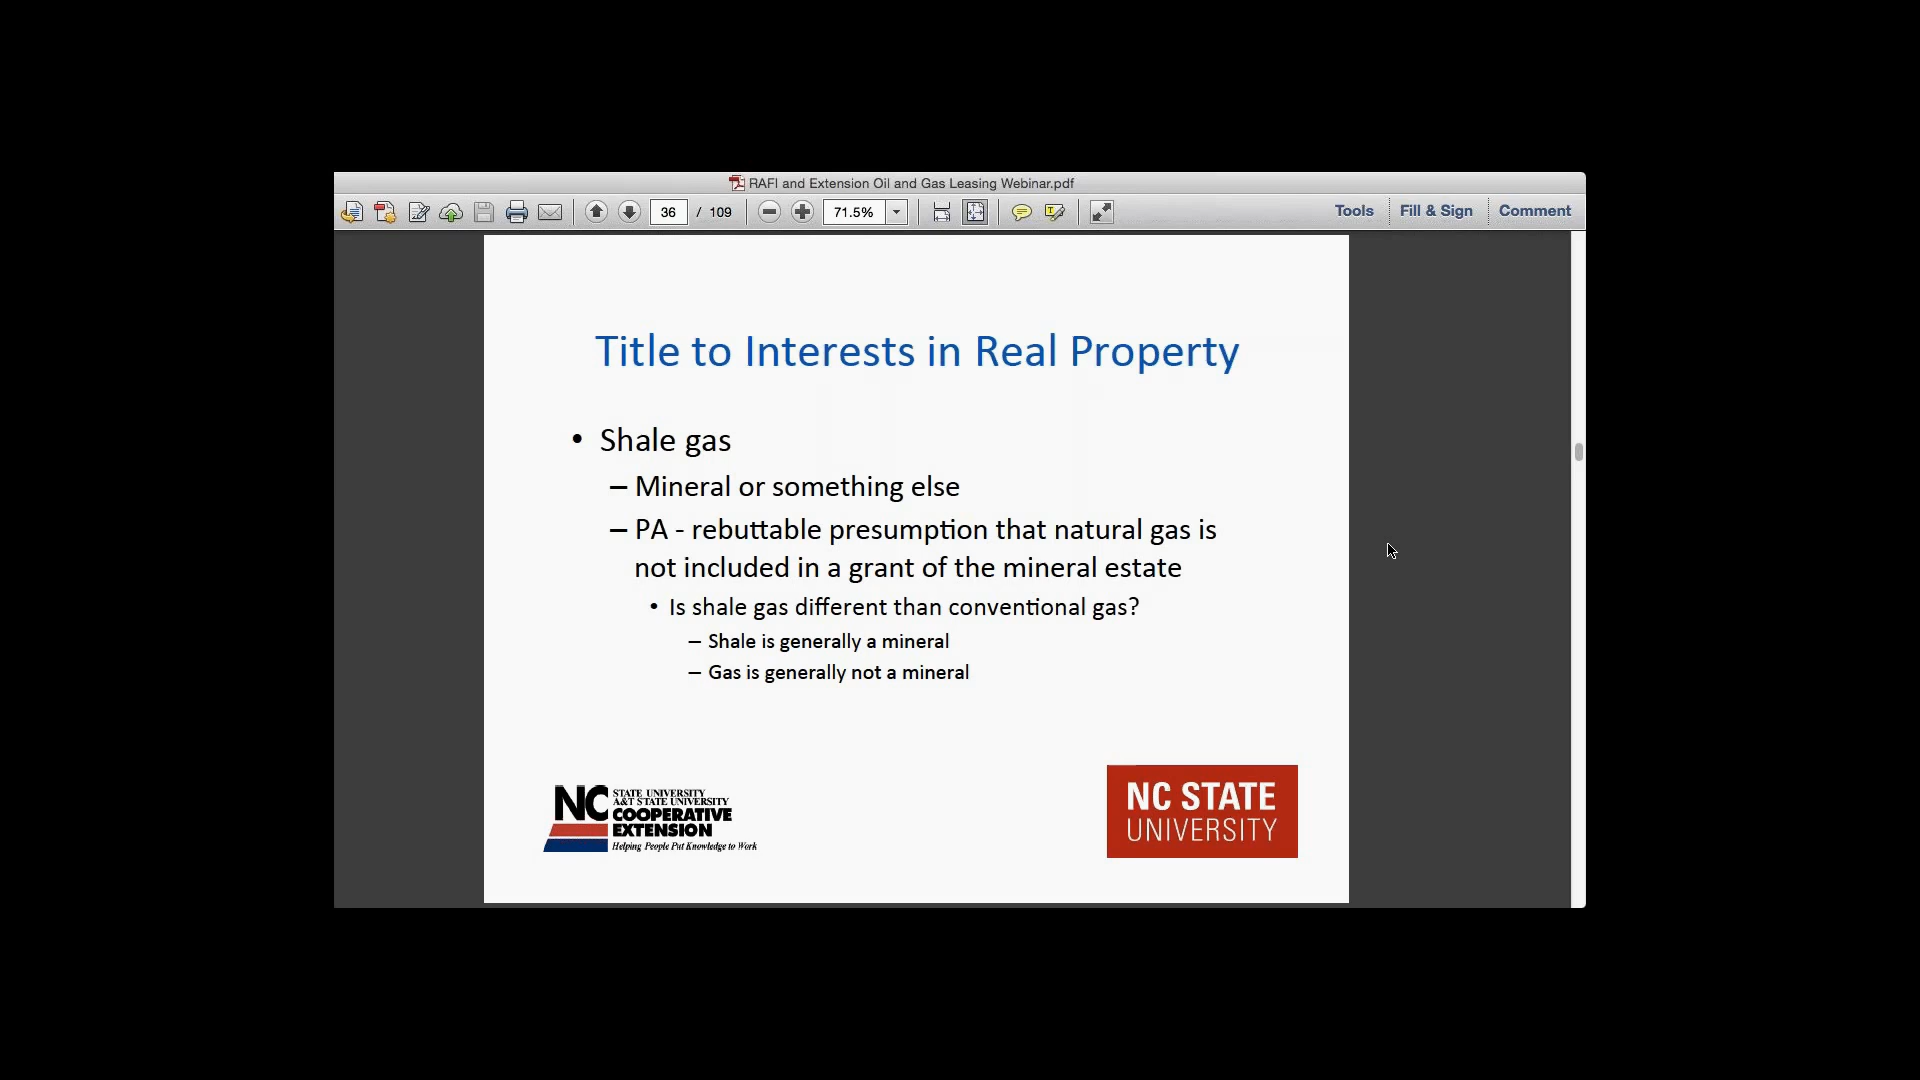 RAFI and Extension Oil and Gas Leasing Webinar.pdf
36 / 109 71.5% Tools Fill & Sign Comment
Title to Interests in Real Property
• Shale gas
– Mineral or something else
– PA - rebuttable presumption that natural gas is
not included in a grant of the mineral estate
• Is shale gas different than conventional gas?
– Shale is generally a mineral
– Gas is generally not a mineral
NC STATE UNIVERSITY
A&T STATE UNIVERSITY
COOPERATIVE
EXTENSION
Helping People Put Knowledge to Work
NC STATE
UNIVERSITY